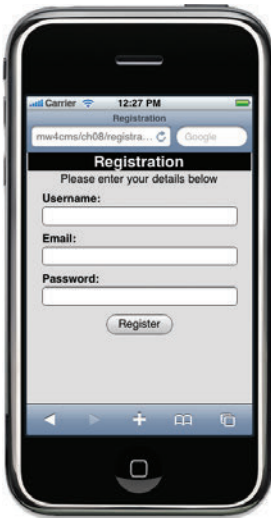 Carrier 12:27 PM
Registration
mw4cms/ch08/registra... Google
Registration
Please enter your details below
Username:
Email:
Password:
Register